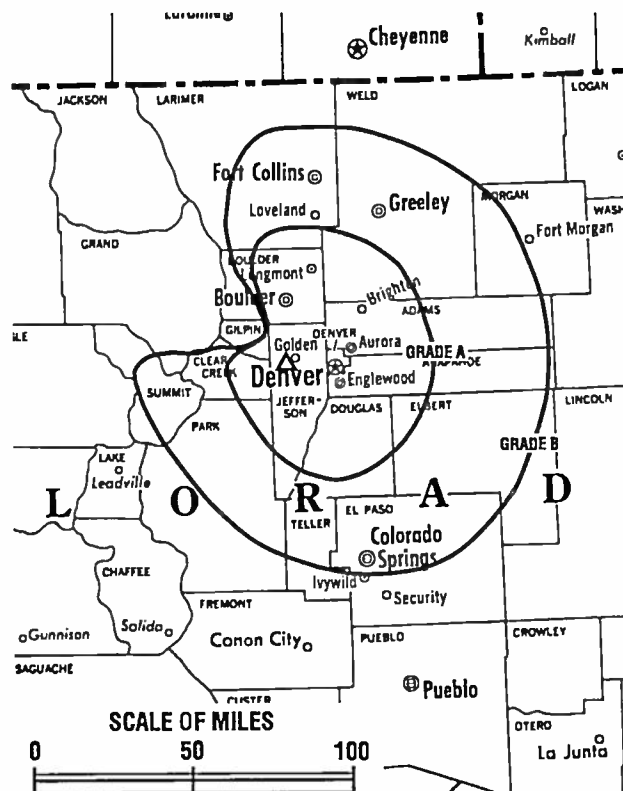 Cheyenne
Kimball
JACKSON
LARIMER
WELD
LOGAN
Fort Collins
MORGAN
Loveland
Greeley
WASH
Fort Morgan
GRAND
BOULDER
Longmont
Boulder
Brighton
GILPIN
ADAMS
DENVER
Golden
Aurora
GRADE A
CLEAR
CREEK
Denver
Englewood
SUMMIT
JEFFER-
SON
DOUGLAS
ELBERT
LINCOLN
PARK
GRADE B
LAKE
Leadville
L O R A D
TELLER
EL PASO
Colorado
Springs
CHAFFEE
Ivywild
FREMONT
Security
Gunnison
Salida
Canon City
PUEBLO
CROWLEY
SAGUACHE
Pueblo
CUSTER
SCALE OF MILES
OTERO
0 50 100
La Junta